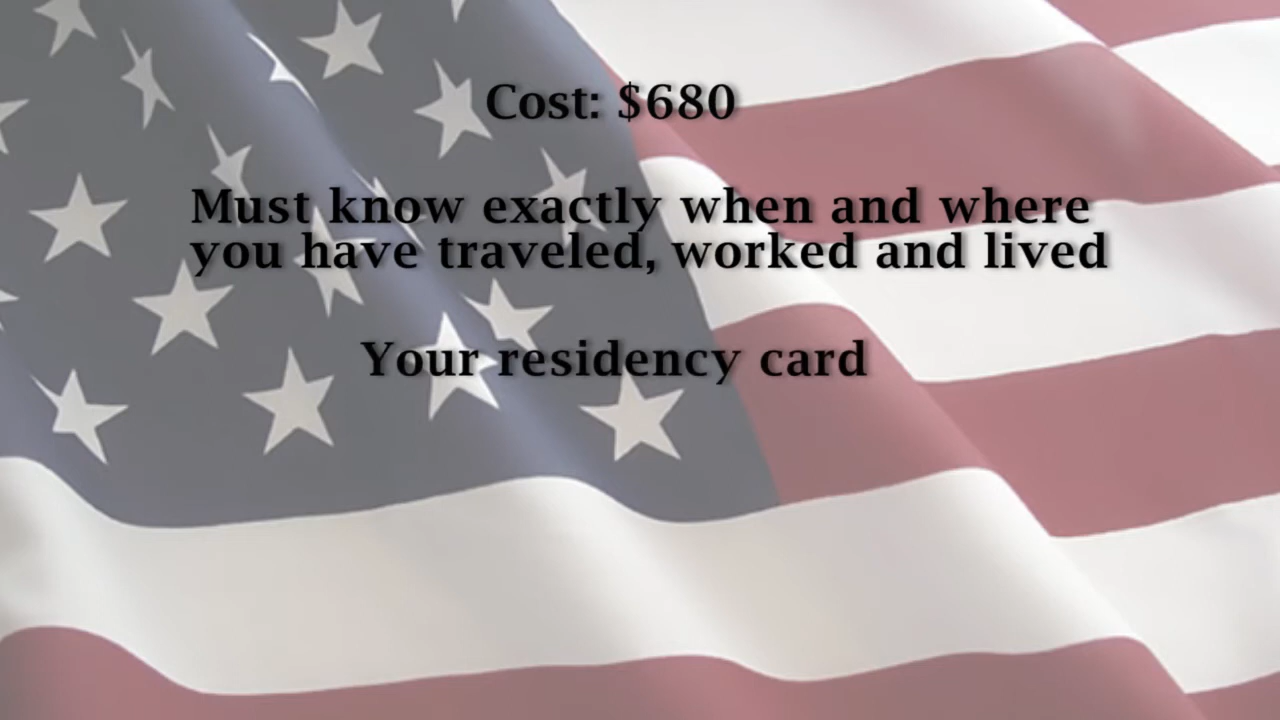 Cost: $680
Must know exactly when and where
you have traveled, worked and lived
Your residency card